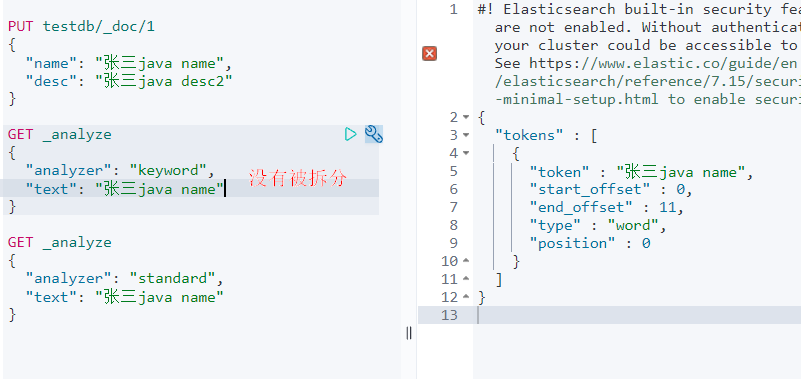 PUT testdb/_doc/1
{
"name": "张三java name",
"desc": "张三java desc2"
}
GET _analyze
{
"analyzer": "keyword",
"text": "张三java name"
}
没有被拆分
GET _analyze
{
"analyzer": "standard",
"text": "张三java name"
}
1 #! Elasticsearch built-in security fea
are not enabled. Without authenticat
your cluster could be accessible to
See https://www.elastic.co/guide/en
/elasticsearch/reference/7.15/securi
-minimal-setup.html to enable securi
2 {
3 "tokens" : [
4 {
5 "token" : "张三java name",
6 "start_offset" : 0,
7 "end_offset" : 11,
8 "type" : "word",
9 "position" : 0
10 }
11 ]
12 }
13